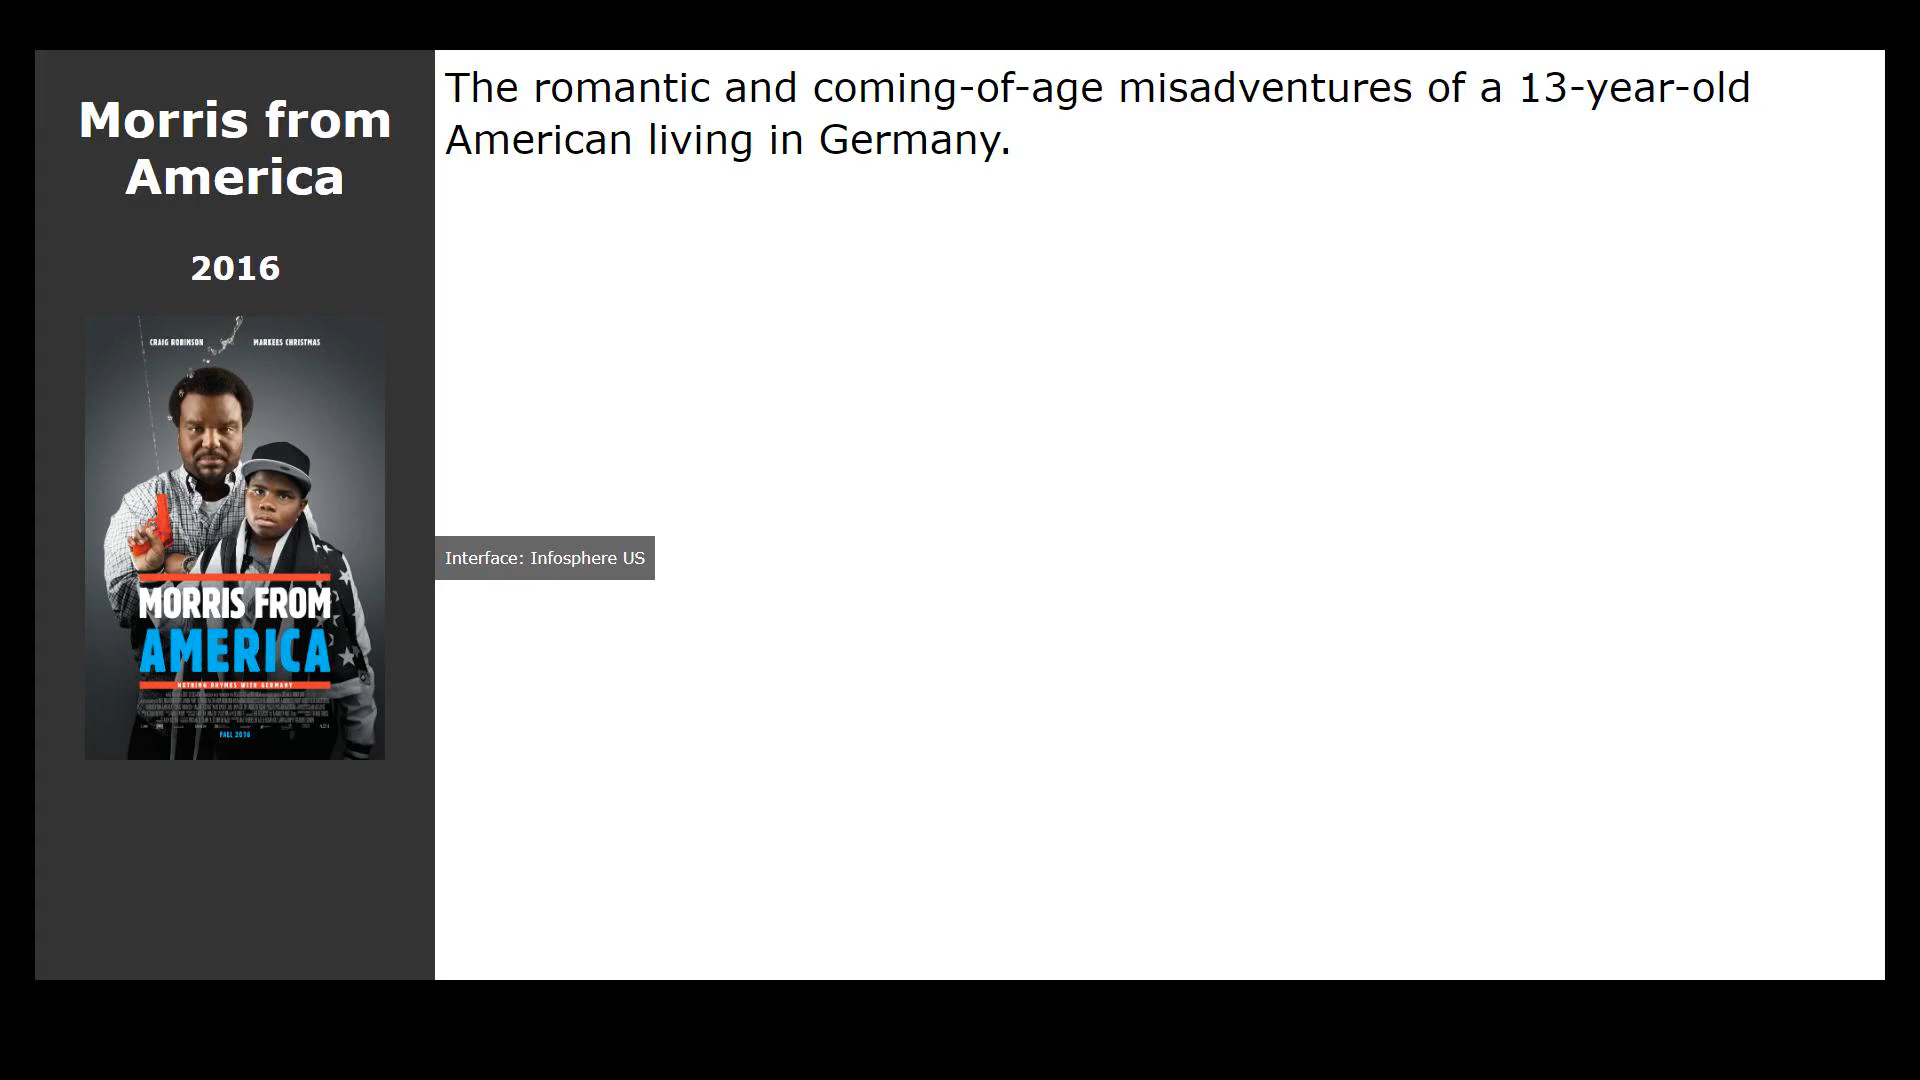 Morris from
America
2016
The romantic and coming-of-age misadventures of a 13-year-old
American living in Germany.
CRAIG ROBINSON
MARKEES CHRISTMAS
MORRIS FROM
AMERICA
NOTHING RHYMES WITH GERMANY
FALL 2016
Interface: Infosphere US